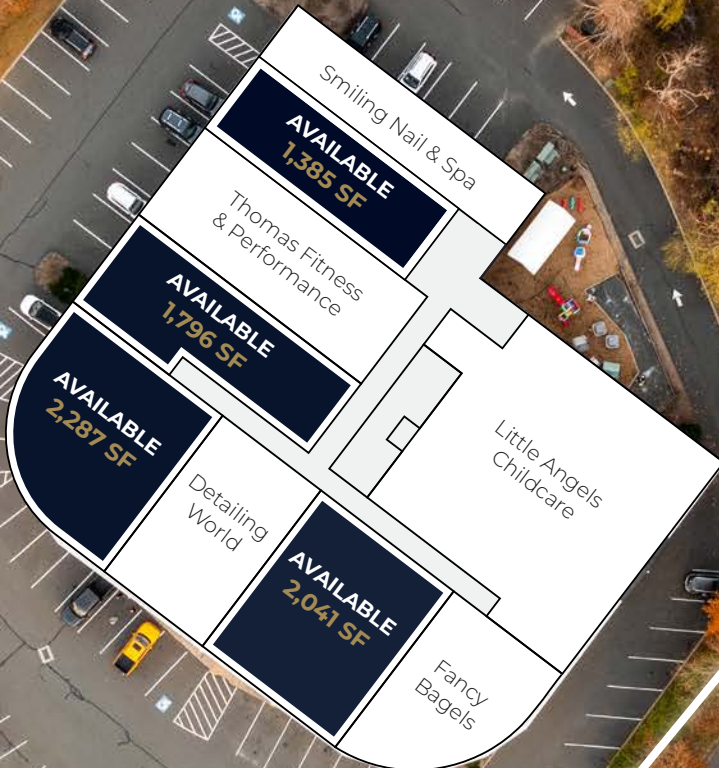 Smiling Nail & Spa
AVAILABLE
1,385 SF
Thomas Fitness
& Performance
AVAILABLE
1,796 SF
AVAILABLE
2,287 SF
Little Angels
Childcare
Detailing
World
AVAILABLE
2,041 SF
Fancy
Bagels